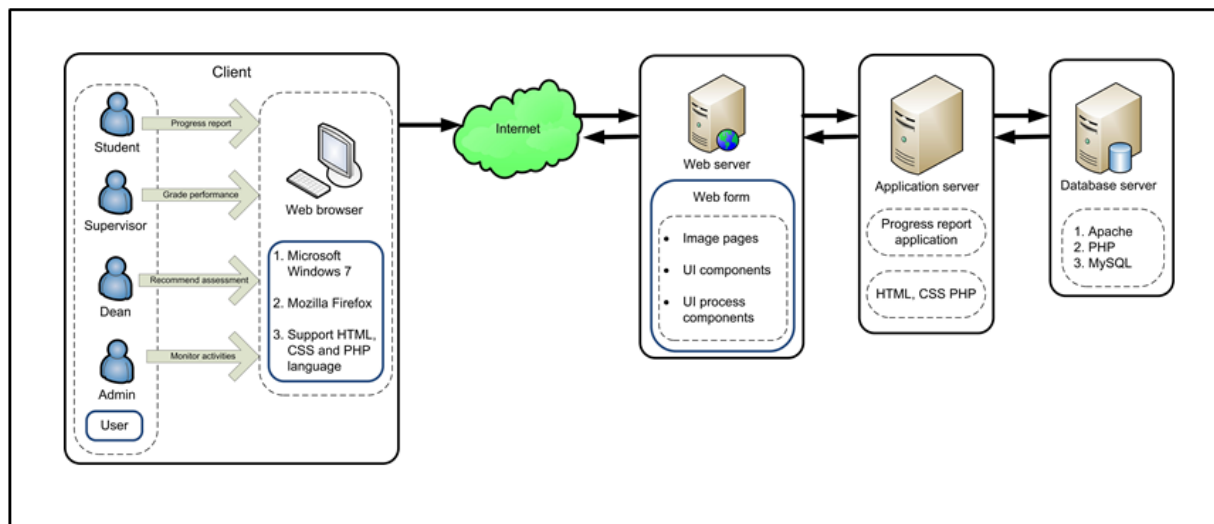 Client
Student
Progress report
Supervisor
Grade performance
Dean
Recommend assessment
Admin
Monitor activities
User
Web browser
1. Microsoft
Windows 7
2. Mozilla Firefox
3. Support HTML,
CSS and PHP
language
Internet
Web server
Web form
• Image pages
• UI components
• UI process
components
Application server
Progress report
application
HTML, CSS PHP
Database server
1. Apache
2. PHP
3. MySQL